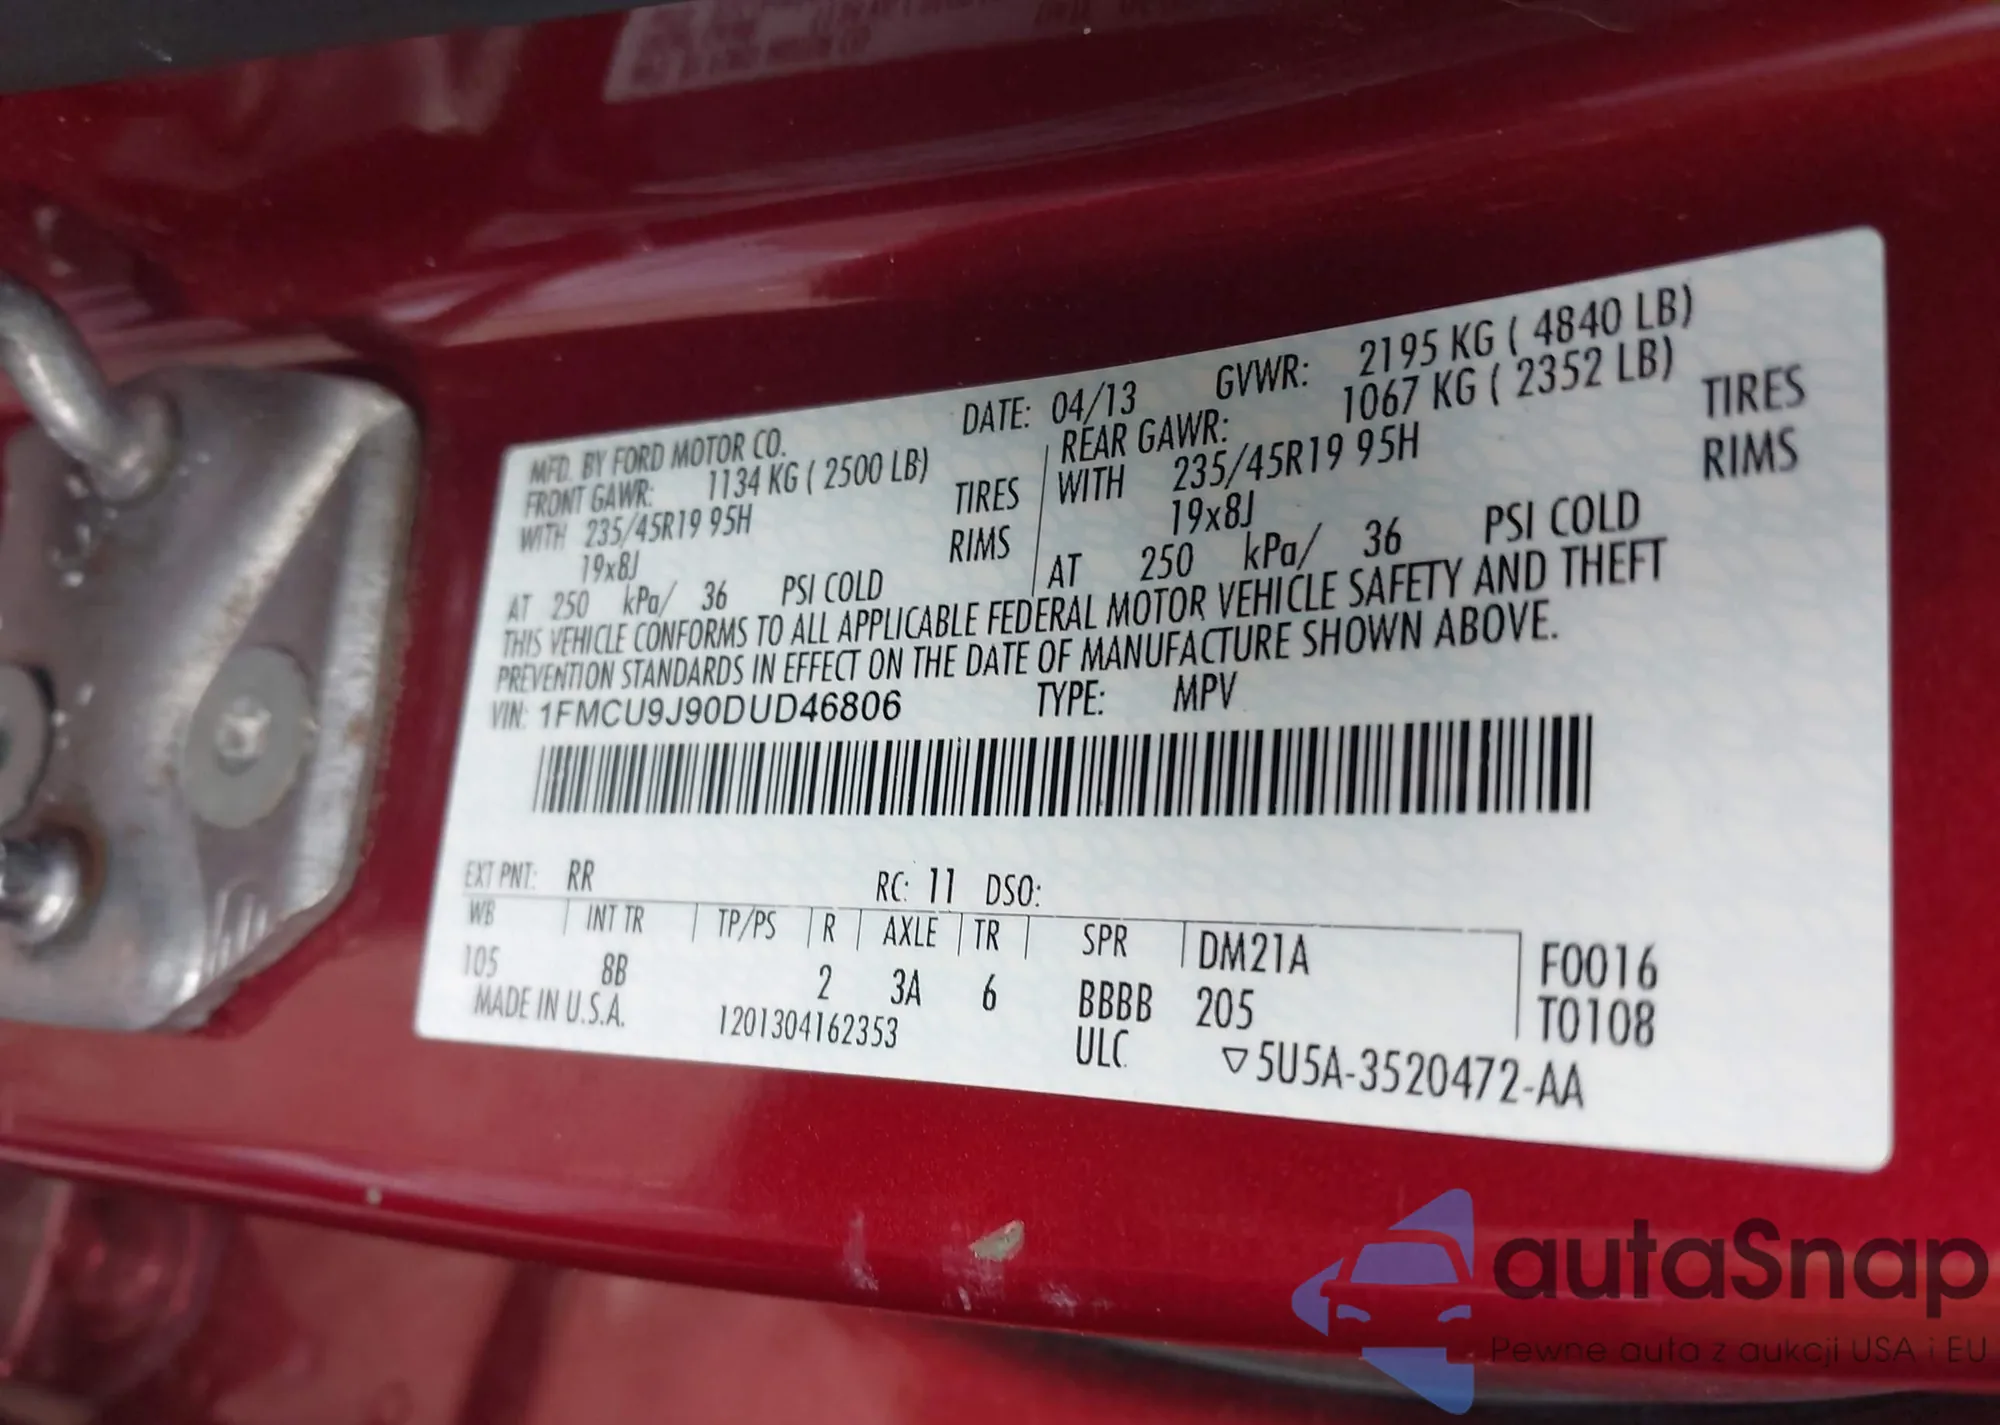 MFD. BY FORD MOTOR CO. DATE: 04/13 GVWR: 2195 KG ( 4840 LB)
FRONT GAWR: 1134 KG ( 2500 LB) REAR GAWR: 1067 KG ( 2352 LB)
WITH 235/45R19 95H TIRES WITH 235/45R19 95H TIRES
19x8J RIMS 19x8J RIMS
AT 250 kPa/ 36 PSI COLD AT 250 kPa/ 36 PSI COLD
THIS VEHICLE CONFORMS TO ALL APPLICABLE FEDERAL MOTOR VEHICLE SAFETY AND THEFT
PREVENTION STANDARDS IN EFFECT ON THE DATE OF MANUFACTURE SHOWN ABOVE.
VIN: 1FMCU9J90DUD46806 TYPE: MPV
EXT PNT: RR RC: 11 DSO:
WB INT TR TP/PS R AXLE TR SPR DM21A F0016
105 8B 2 3A 6 BBBB 205 T0108
MADE IN U.S.A. 1201304162353 ULC ▽5U5A-3520472-AA
autaSnap
Pewne auta z aukcji USA i EU